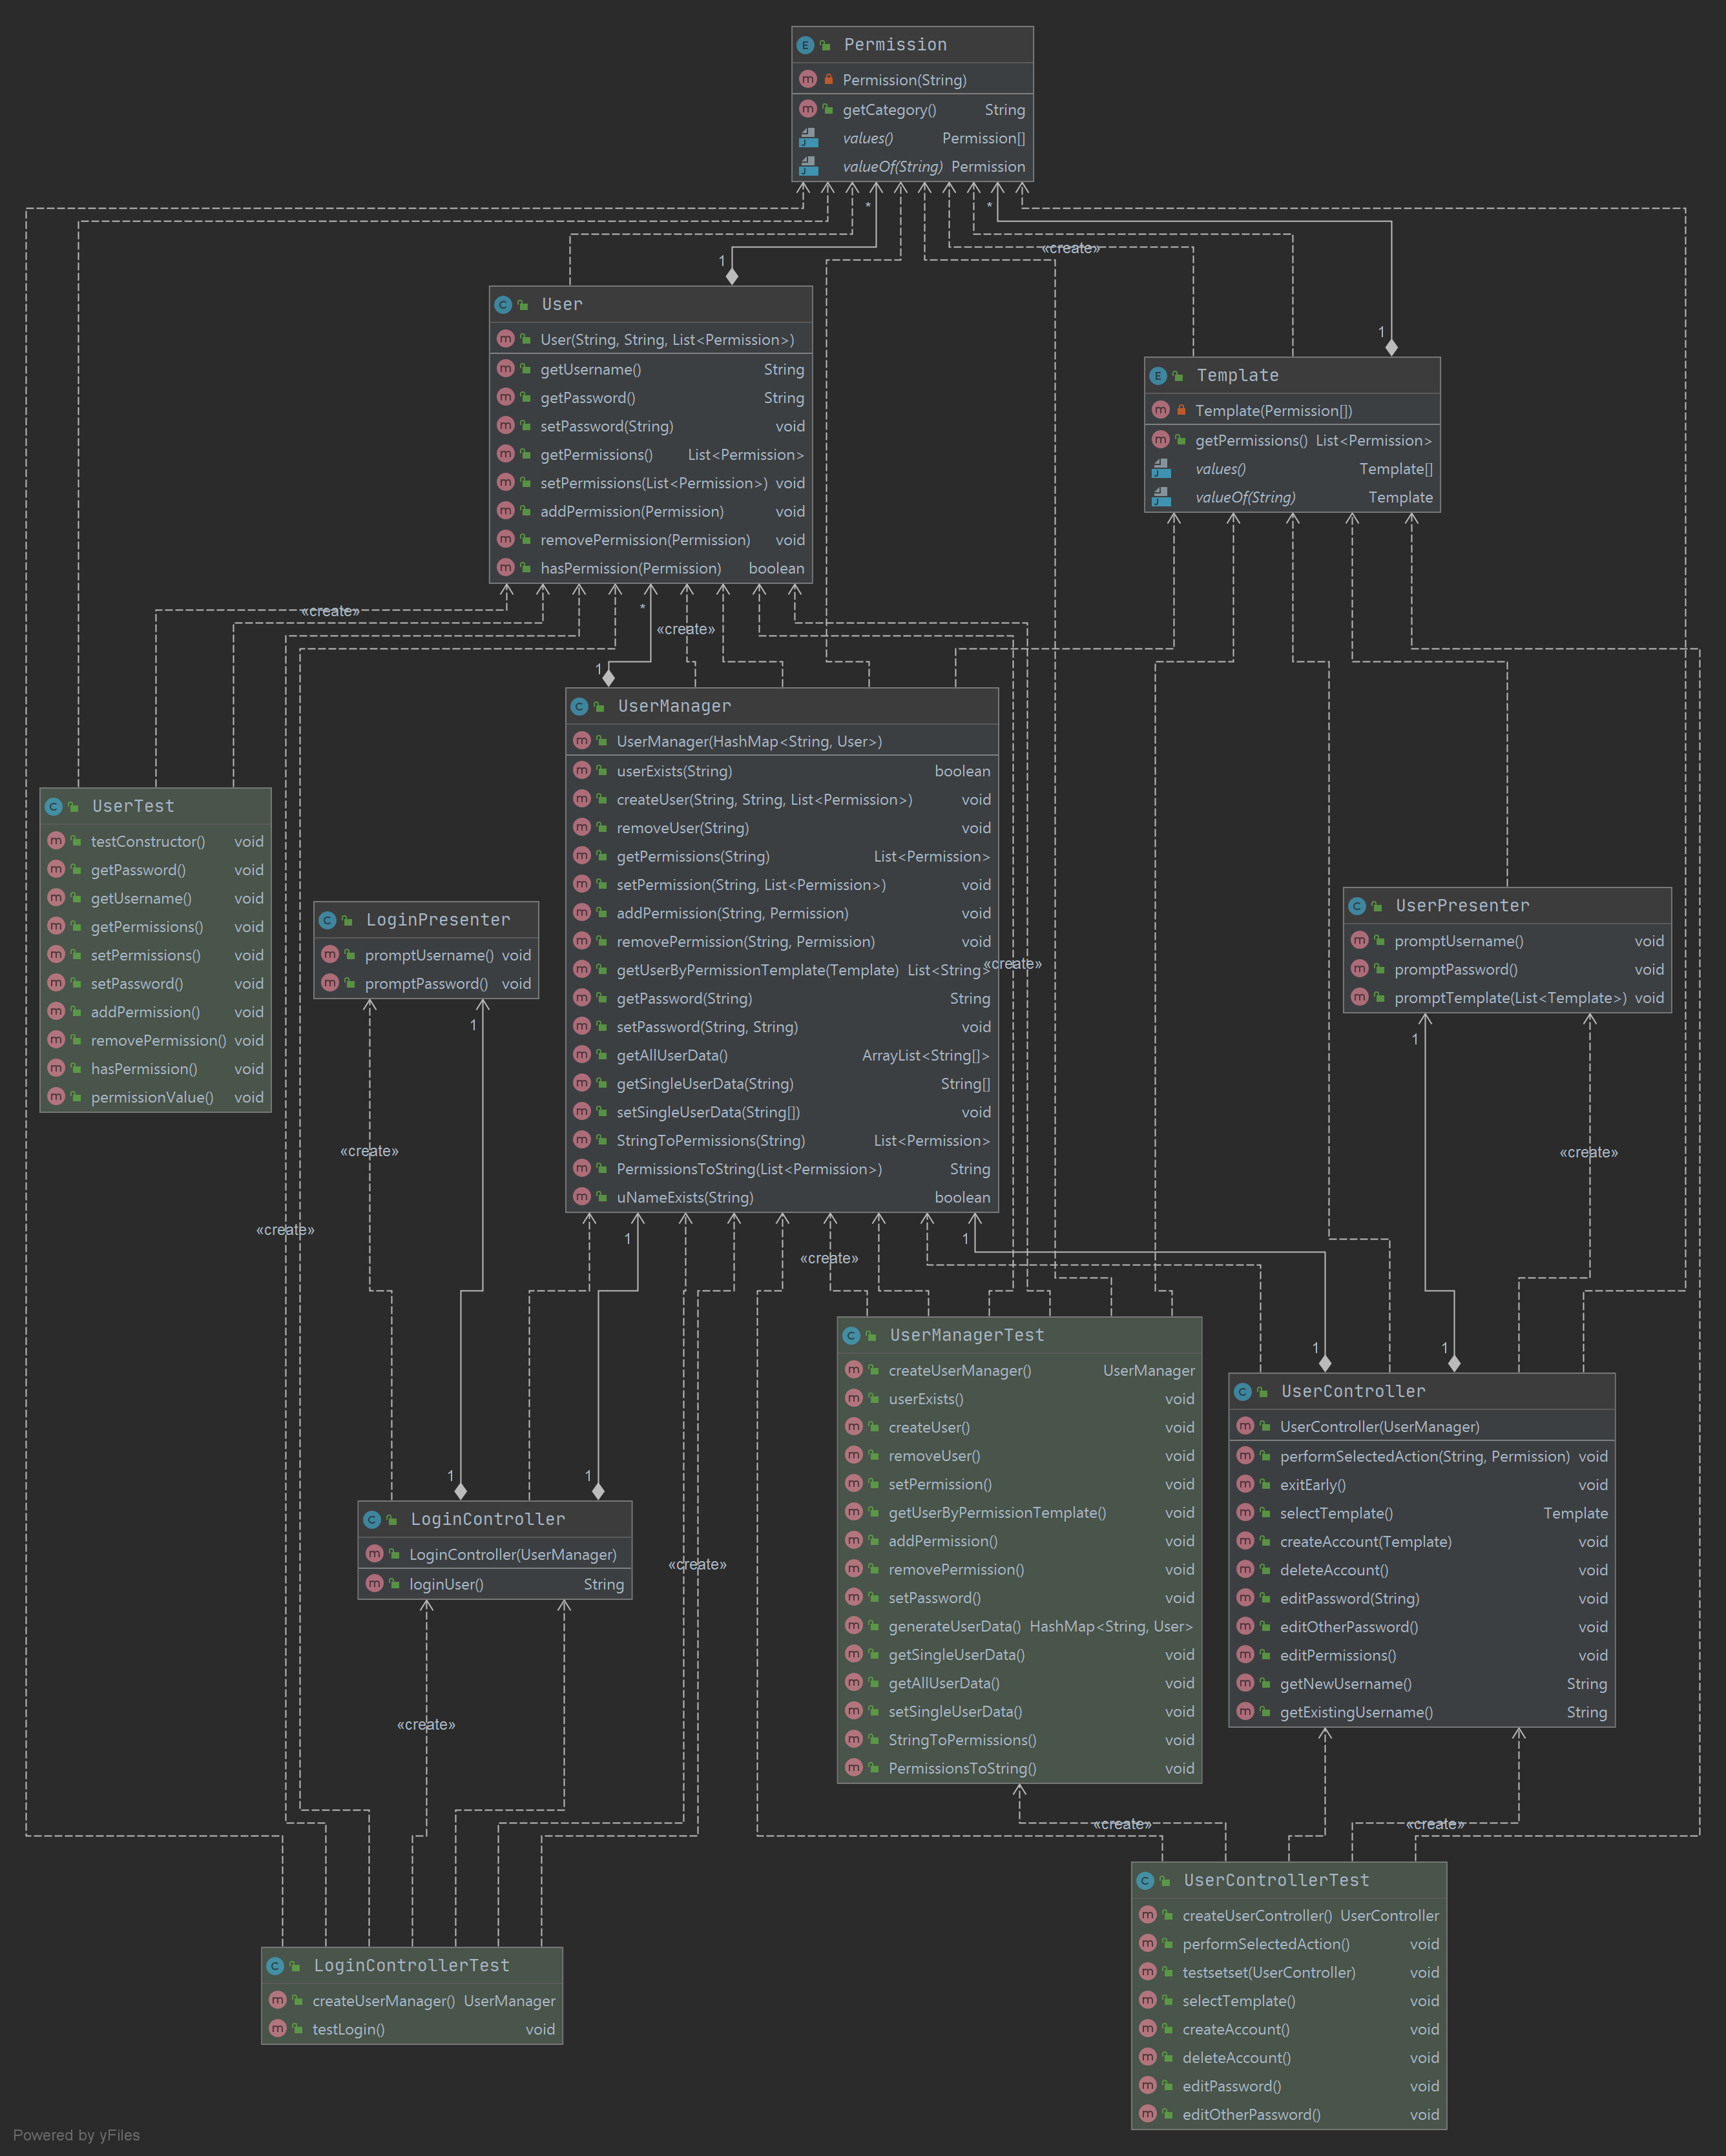 Permission
Permission(String)
getCategory() String
values() Permission[]
valueOf(String) Permission
* *
«create»
1
User
User(String, String, List<Permission>)
getUsername() String
getPassword() String
setPassword(String) void
getPermissions() List<Permission>
setPermissions(List<Permission>) void
addPermission(Permission) void
removePermission(Permission) void
hasPermission(Permission) boolean
1
Template
Template(Permission[])
getPermissions() List<Permission>
values() Template[]
valueOf(String) Template
«create»
*
«create»
1
UserManager
UserManager(HashMap<String, User>)
userExists(String) boolean
createUser(String, String, List<Permission>) void
removeUser(String) void
getPermissions(String) List<Permission>
setPermission(String, List<Permission>) void
addPermission(String, Permission) void
removePermission(String, Permission) void
getUserByPermissionTemplate(Template) List<String>
getPassword(String) String
setPassword(String, String) void
getAllUserData() ArrayList<String[]>
getSingleUserData(String) String[]
setSingleUserData(String[]) void
StringToPermissions(String) List<Permission>
PermissionsToString(List<Permission>) String
uNameExists(String) boolean
«create»
UserTest
testConstructor() void
getPassword() void
getUsername() void
getPermissions() void
setPermissions() void
setPassword() void
addPermission() void
removePermission() void
hasPermission() void
permissionValue() void
LoginPresenter
promptUsername() void
promptPassword() void
1
UserPresenter
promptUsername() void
promptPassword() void
promptTemplate(List<Template>) void
1
«create»
«create»
«create»
1
«create»
1
UserManagerTest
createUserManager() UserManager
userExists() void
createUser() void
removeUser() void
setPermission() void
getUserByPermissionTemplate() void
addPermission() void
removePermission() void
setPassword() void
generateUserData() HashMap<String, User>
getSingleUserData() void
getAllUserData() void
setSingleUserData() void
StringToPermissions() void
PermissionsToString() void
1 1
UserController
UserController(UserManager)
performSelectedAction(String, Permission) void
exitEarly() void
selectTemplate() Template
createAccount(Template) void
deleteAccount() void
editPassword(String) void
editOtherPassword() void
editPermissions() void
getNewUsername() String
getExistingUsername() String
1 1
LoginController
LoginController(UserManager)
loginUser() String
«create»
«create»
«create»
«create»
LoginControllerTest
createUserManager() UserManager
testLogin() void
UserControllerTest
createUserController() UserController
performSelectedAction() void
testsetset(UserController) void
selectTemplate() void
createAccount() void
deleteAccount() void
editPassword() void
editOtherPassword() void
Powered by yFiles